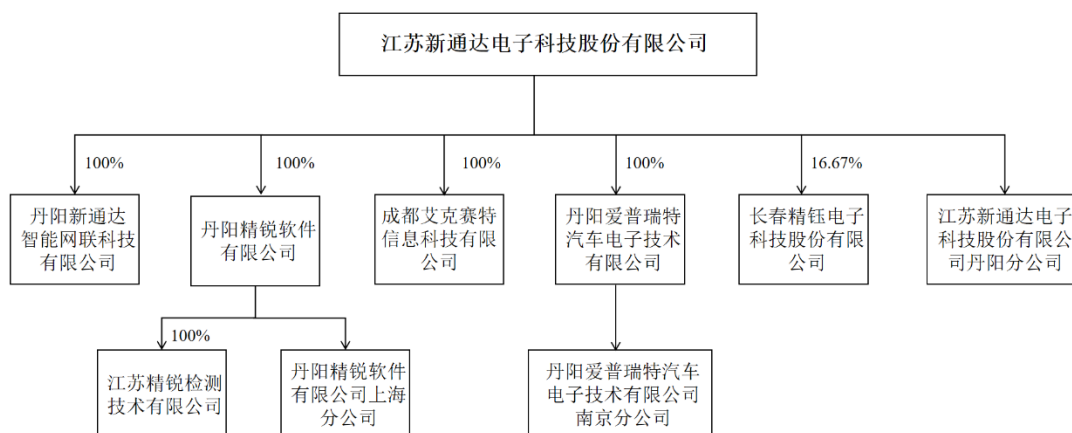 江苏新通达电子科技股份有限公司
100%
100%
100%
100%
16.67%
丹阳新通达
智能网联科技
有限公司
丹阳精锐软件
有限公司
成都艾克赛特
信息科技有限
公司
丹阳爱普瑞特
汽车电子技术
有限公司
长春精钰电子
科技股份有限
公司
江苏新通达电子
科技股份有限公
司丹阳分公司
100%
江苏精锐检测
技术有限公司
丹阳精锐软件
有限公司上海
分公司
丹阳爱普瑞特汽车
电子技术有限公司
南京分公司